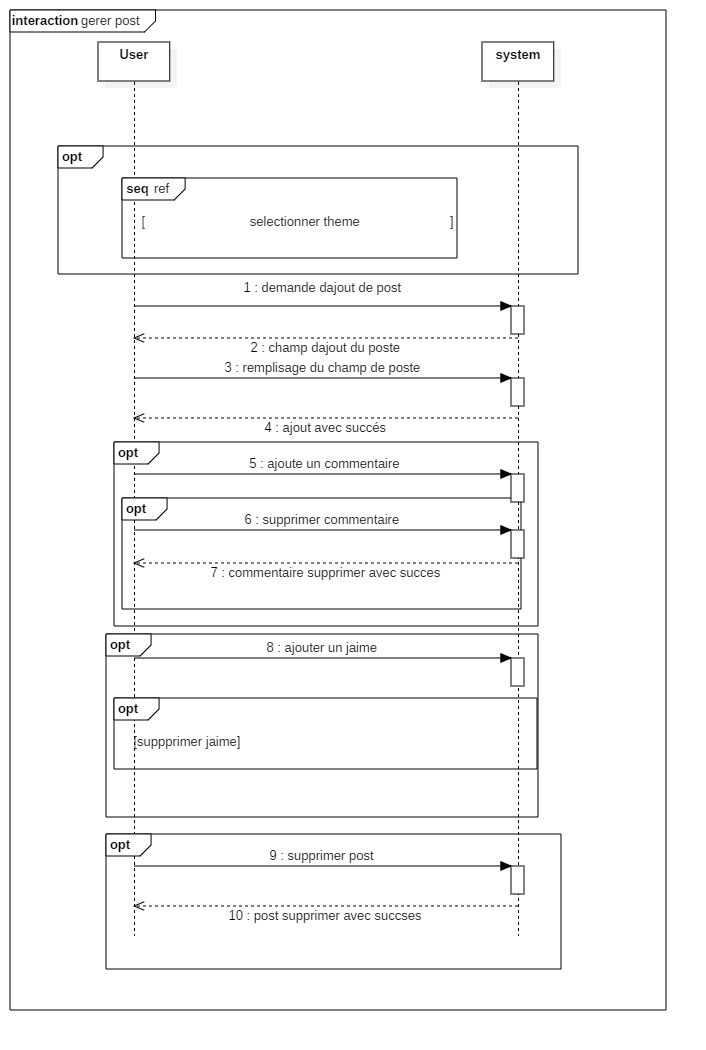 interaction gerer post
User
system
opt
seq ref
[ selectionner theme ]
1 : demande dajout de post
2 : champ dajout du poste
3 : remplisage du champ de poste
4 : ajout avec succés
opt
5 : ajoute un commentaire
opt
6 : supprimer commentaire
7 : commentaire supprimer avec succes
opt
8 : ajouter un jaime
opt
[suppprimer jaime]
opt
9 : supprimer post
10 : post supprimer avec succses